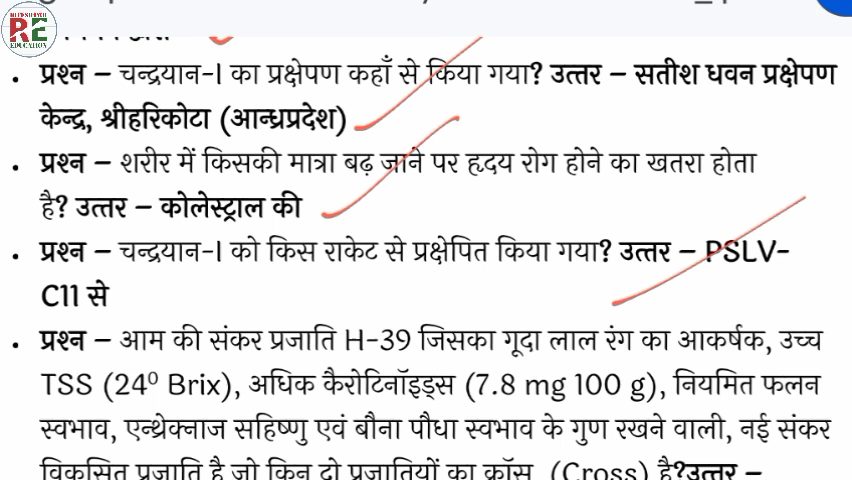 RE
EDUCATION
• प्रश्न – चन्द्रयान-I का प्रक्षेपण कहाँ से किया गया? उत्तर – सतीश धवन प्रक्षेपण
केन्द्र, श्रीहरिकोटा (आन्ध्रप्रदेश)
• प्रश्न – शरीर में किसकी मात्रा बढ़ जाने पर हृदय रोग होने का खतरा होता
है? उत्तर – कोलेस्ट्राल की
• प्रश्न – चन्द्रयान-I को किस राकेट से प्रक्षेपित किया गया? उत्तर – PSLV-
C11 से
• प्रश्न – आम की संकर प्रजाति H-39 जिसका गूदा लाल रंग का आकर्षक, उच्च
TSS (24⁰ Brix), अधिक कैरोटिनॉइड्स (7.8 mg 100 g), नियमित फलन
स्वभाव, एन्थ्रेक्नाज सहिष्णु एवं बौना पौधा स्वभाव के गुण रखने वाली, नई संकर
विकसित प्रजाति है जो किन दो प्रजातियों का क्रॉस (Cross) है?उत्तर –